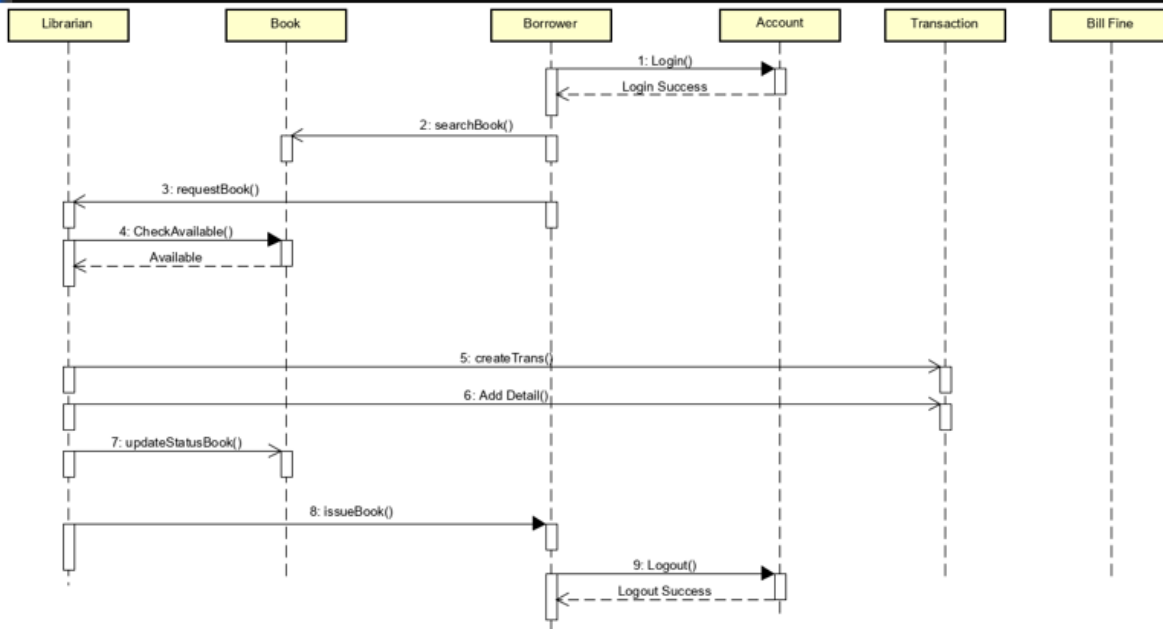 Librarian
Book
Borrower
Account
Transaction
Bill Fine
1: Login()
Login Success
2: searchBook()
3: requestBook()
4: CheckAvailable()
Available
5: createTrans()
6: Add Detail()
7: updateStatusBook()
8: issueBook()
9: Logout()
Logout Success